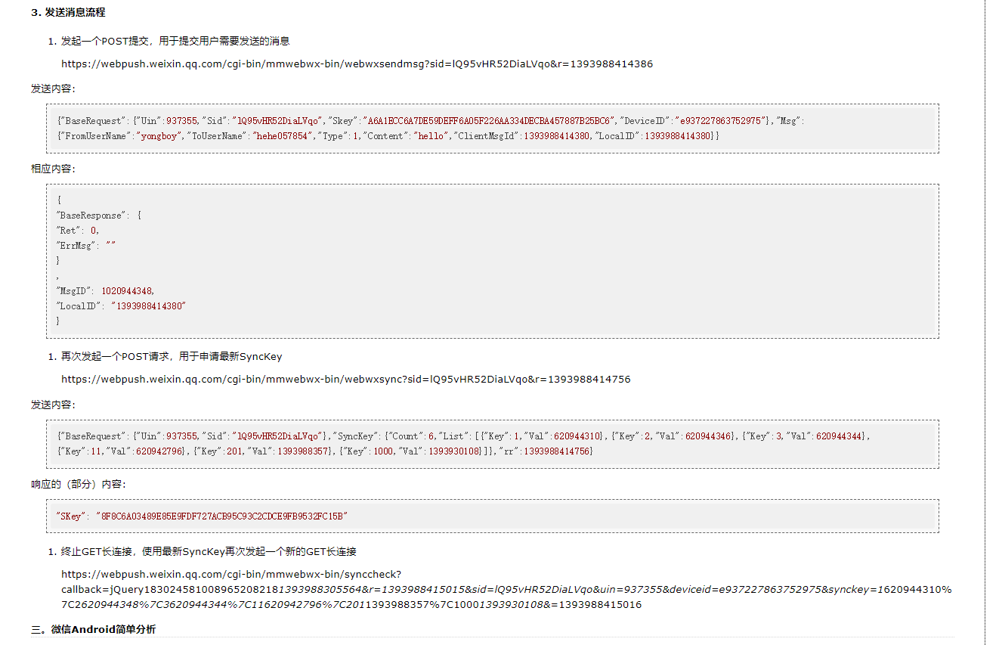 3. 发送消息流程
1. 发起一个POST提交，用于提交用户需要发送的消息
https://webpush.weixin.qq.com/cgi-bin/mmwebwx-bin/webwxsendmsg?sid=lQ95vHR52DiaLVqo&r=1393988414386
发送内容：
{"BaseRequest":{"Uin":937355,"Sid":"lQ95vHR52DiaLVqo","Skey":"A6A1ECC6A7DE59DEFF6A05F226AA334DECBA457887B25BC6","DeviceID":"e937227863752975"},"Msg":
{"FromUserName":"yongboy","ToUserName":"hehe057854","Type":1,"Content":"hello","ClientMsgId":1393988414380,"LocalID":1393988414380}}
相应内容：
{
"BaseResponse": {
"Ret": 0,
"ErrMsg": ""
}
,
"MsgID": 1020944348,
"LocalID": "1393988414380"
}
1. 再次发起一个POST请求，用于申请最新SyncKey
https://webpush.weixin.qq.com/cgi-bin/mmwebwx-bin/webwxsync?sid=lQ95vHR52DiaLVqo&r=1393988414756
发送内容：
{"BaseRequest":{"Uin":937355,"Sid":"lQ95vHR52DiaLVqo"},"SyncKey":{"Count":6,"List":[{"Key":1,"Val":620944310},{"Key":2,"Val":620944346},{"Key":3,"Val":620944344},
{"Key":11,"Val":620942796},{"Key":201,"Val":1393988357},{"Key":1000,"Val":1393930108}]},"rr":1393988414756}
响应的（部分）内容：
"SKey": "8F8C6A03489E85E9FDF727ACB95C93C2CDCE9FB9532FC15B"
1. 终止GET长连接，使用最新SyncKey再次发起一个新的GET长连接
https://webpush.weixin.qq.com/cgi-bin/mmwebwx-bin/synccheck?
callback=jQuery183024581008965208218​1393988305564&r=1393988415015&sid=lQ95vHR52DiaLVqo&uin=937355&deviceid=e937227863752975&synckey=1620944310%
7C2620944348%7C3620944344%7C11620942796%7C2011393988357%7C10001393930108&=1393988415016
三。微信Android简单分析